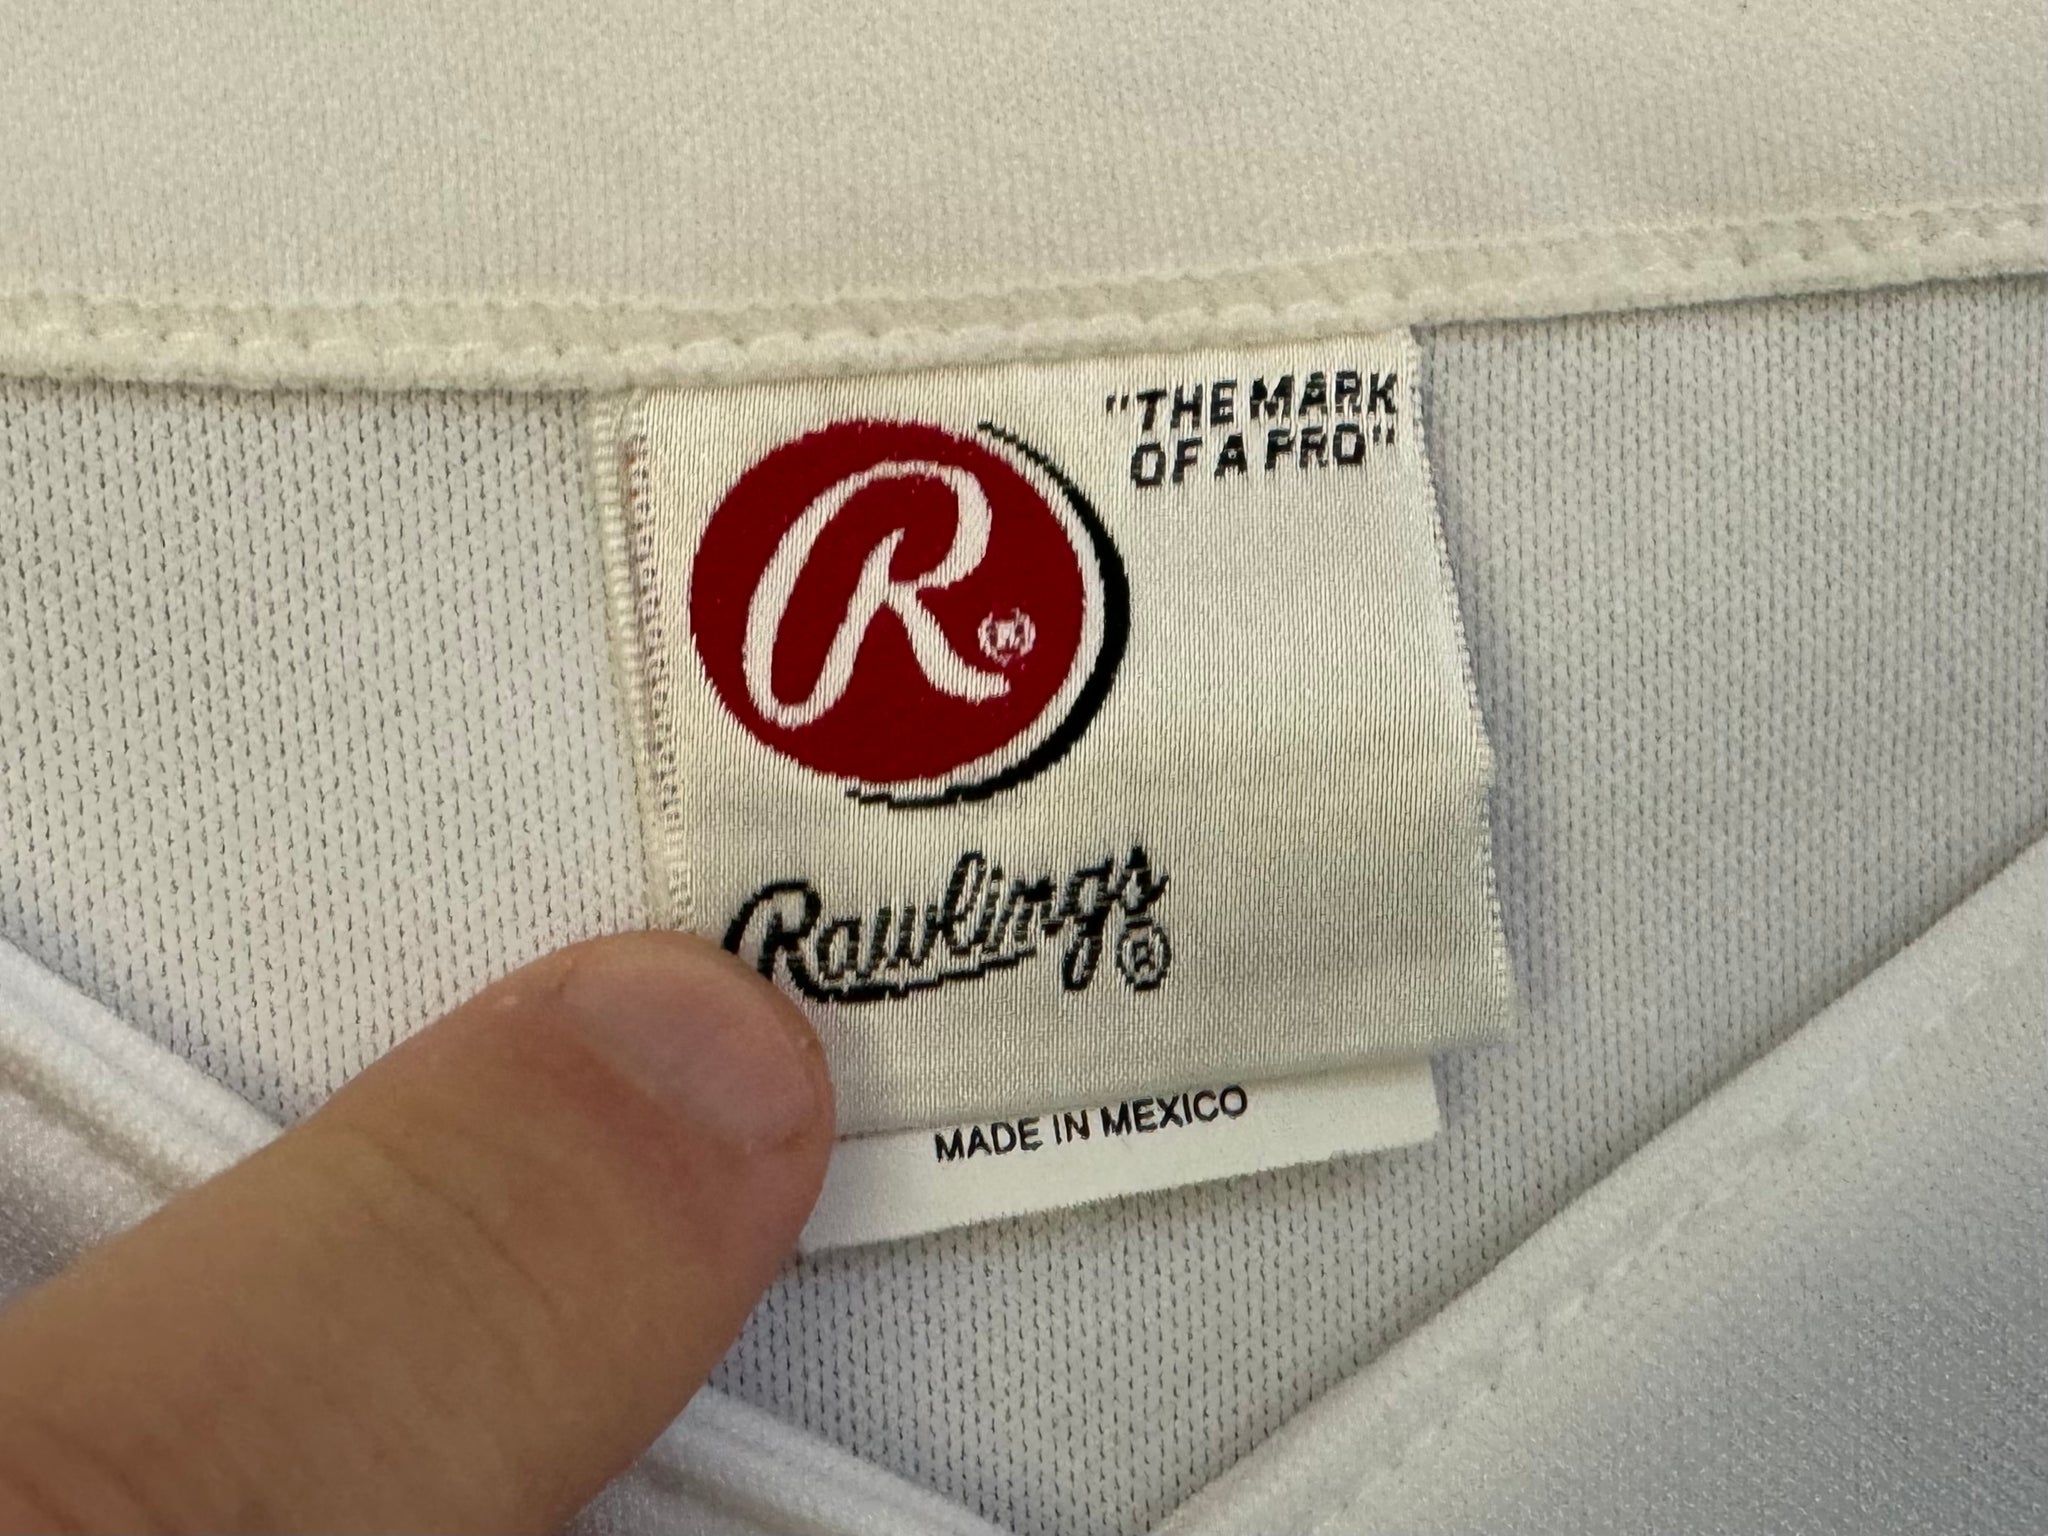 "THE MARK
OF A PRO"
R ®
Rawlings ®
MADE IN MEXICO